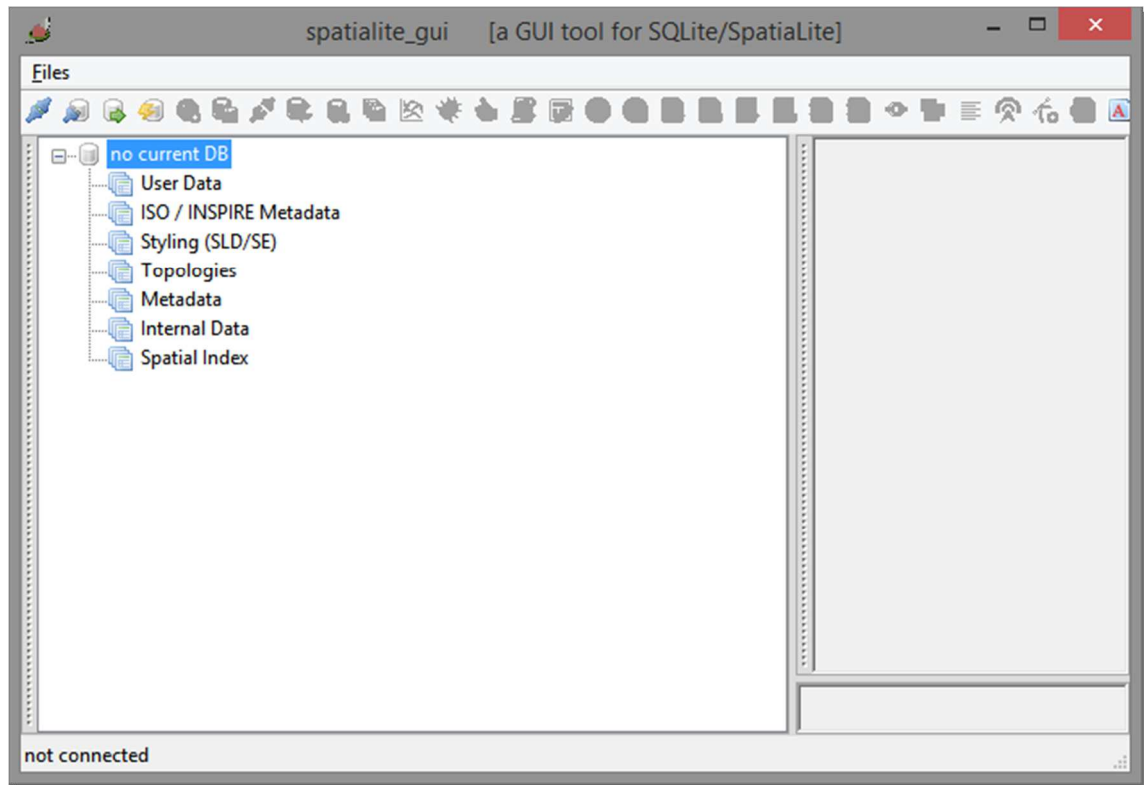 spatialite_gui [a GUI tool for SQLite/SpatiaLite]
Files
no current DB
User Data
ISO / INSPIRE Metadata
Styling (SLD/SE)
Topologies
Metadata
Internal Data
Spatial Index
not connected